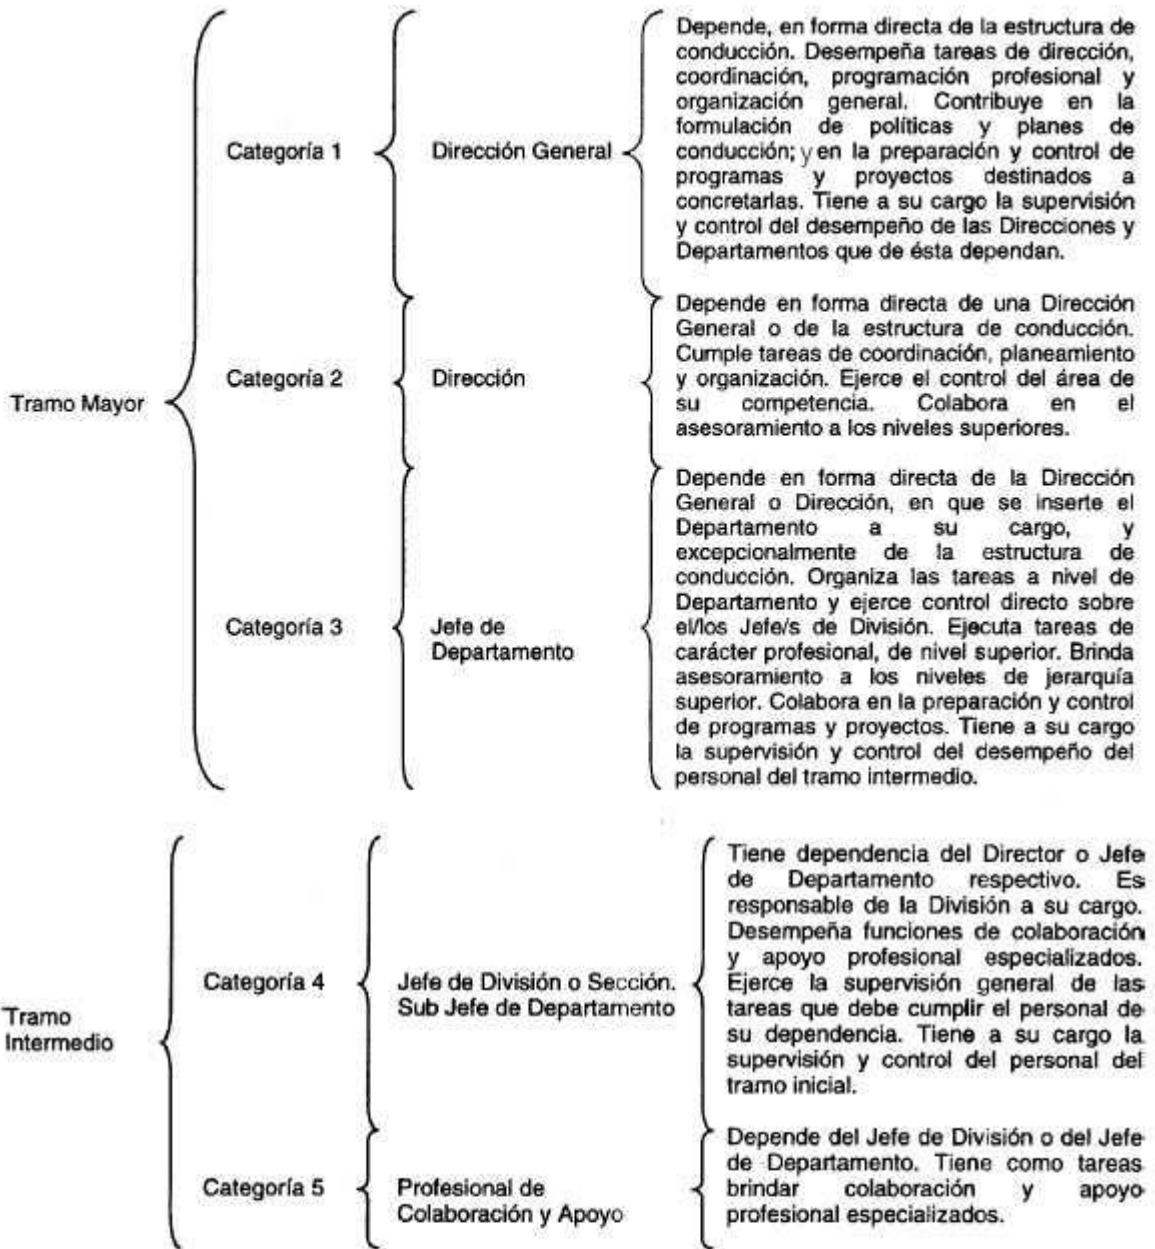 Tramo Mayor
Categoría 1
Dirección General
Depende, en forma directa de la estructura de
conducción. Desempeña tareas de dirección,
coordinación, programación profesional y
organización general. Contribuye en la
formulación de políticas y planes de
conducción; y en la preparación y control de
programas y proyectos destinados a
concretarlas. Tiene a su cargo la supervisión
y control del desempeño de las Direcciones y
Departamentos que de ésta dependan.
Categoría 2
Dirección
Depende en forma directa de una Dirección
General o de la estructura de conducción.
Cumple tareas de coordinación, planeamiento
y organización. Ejerce el control del área de
su competencia. Colabora en el
asesoramiento a los niveles superiores.
Categoría 3
Jefe de
Departamento
Depende en forma directa de la Dirección
General o Dirección, en que se inserte el
Departamento a su cargo, y
excepcionalmente de la estructura de
conducción. Organiza las tareas a nivel de
Departamento y ejerce control directo sobre
el/los Jefe/s de División. Ejecuta tareas de
carácter profesional, de nivel superior. Brinda
asesoramiento a los niveles de jerarquía
superior. Colabora en la preparación y control
de programas y proyectos. Tiene a su cargo
la supervisión y control del desempeño del
personal del tramo intermedio.
Tramo
Intermedio
Categoría 4
Jefe de División o Sección.
Sub Jefe de Departamento
Tiene dependencia del Director o Jefe
de Departamento respectivo. Es
responsable de la División a su cargo.
Desempeña funciones de colaboración
y apoyo profesional especializados.
Ejerce la supervisión general de las
tareas que debe cumplir el personal de
su dependencia. Tiene a su cargo la
supervisión y control del personal del
tramo inicial.
Categoría 5
Profesional de
Colaboración y Apoyo
Depende del Jefe de División o del Jefe
de Departamento. Tiene como tareas
brindar colaboración y apoyo
profesional especializados.